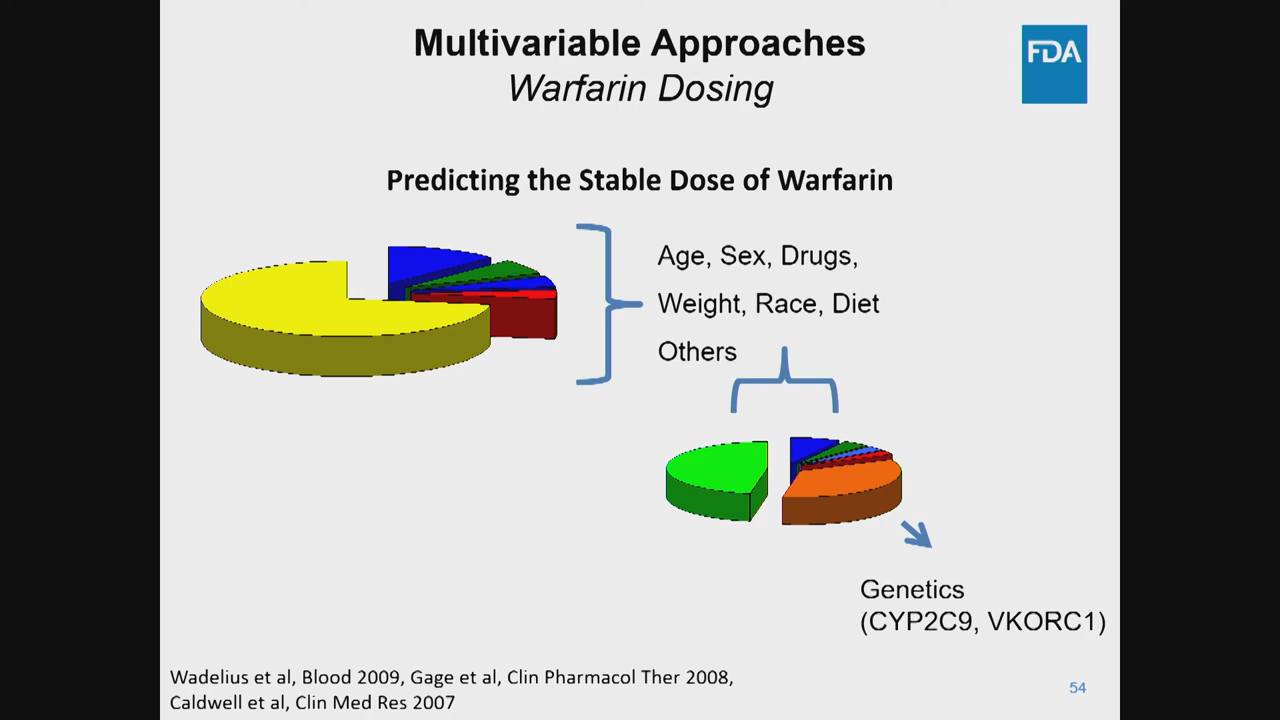 Multivariable Approaches
Warfarin Dosing
FDA
Predicting the Stable Dose of Warfarin
Age, Sex, Drugs,
Weight, Race, Diet
Others
Genetics
(CYP2C9, VKORC1)
Wadelius et al, Blood 2009, Gage et al, Clin Pharmacol Ther 2008,
Caldwell et al, Clin Med Res 2007
54